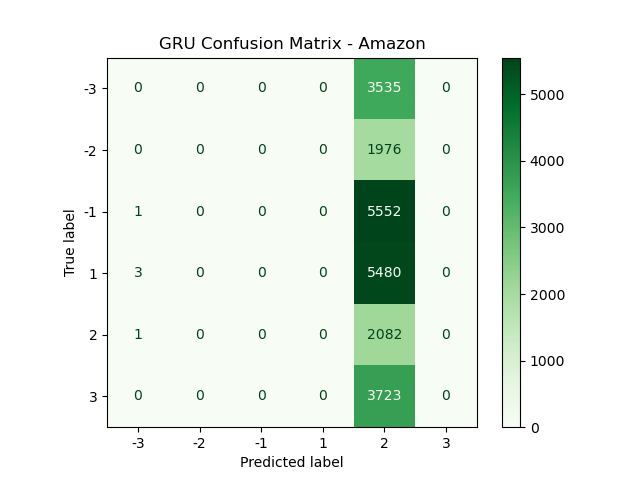 GRU Confusion Matrix - Amazon
-3 0 0 0 0 3535 0
-2 0 0 0 0 1976 0
-1 1 0 0 0 5552 0
1 3 0 0 0 5480 0
2 1 0 0 0 2082 0
3 0 0 0 0 3723 0
-3 -2 -1 1 2 3
Predicted label
True label
5000
4000
3000
2000
1000
0